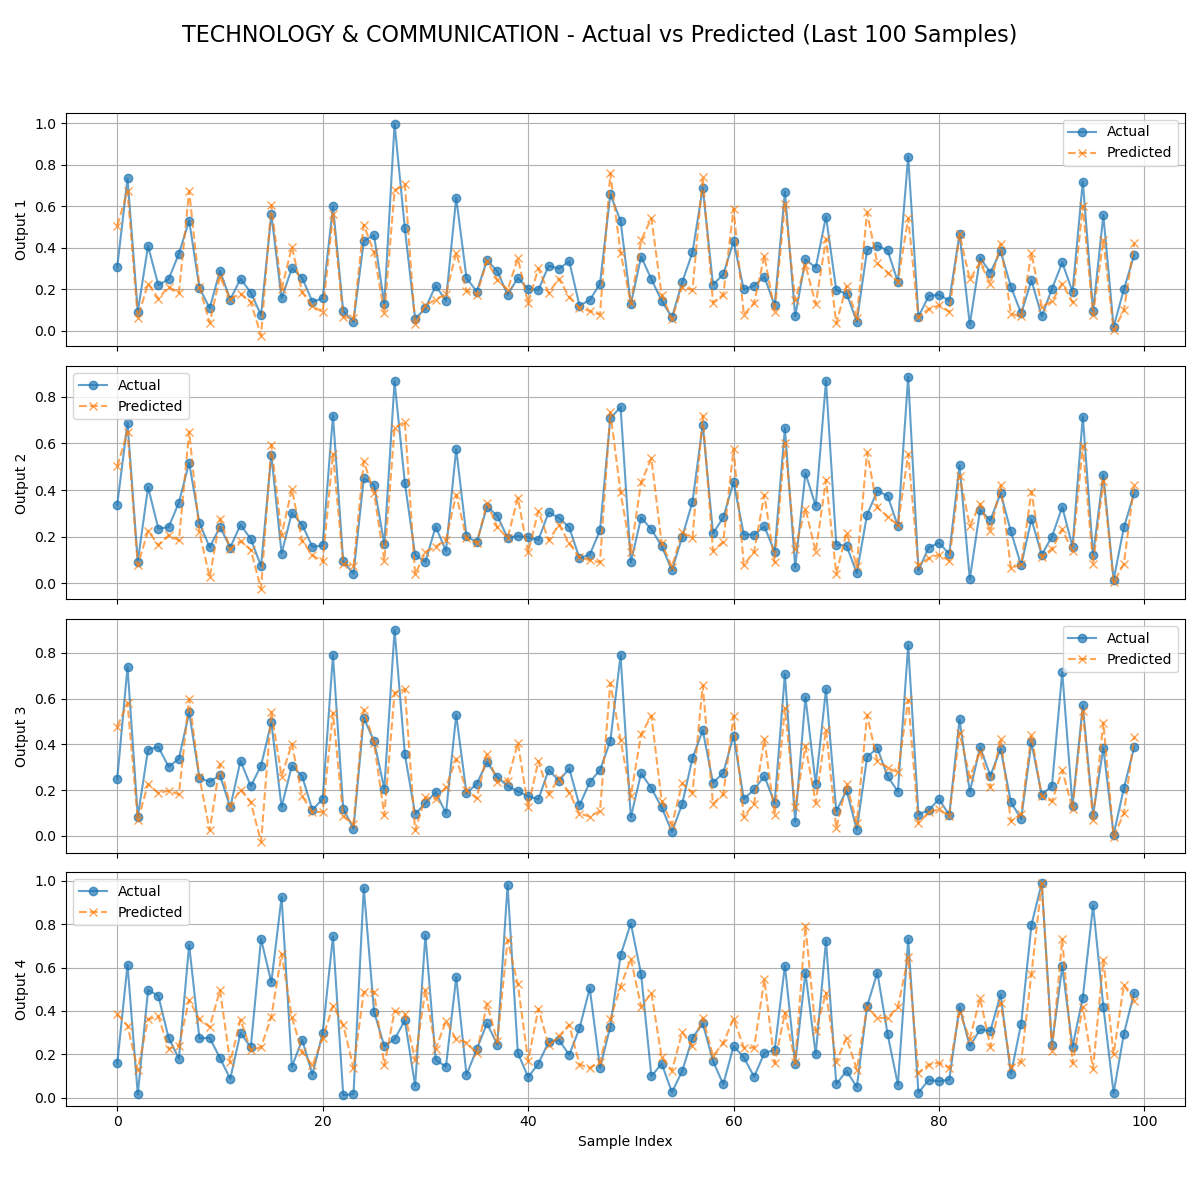 TECHNOLOGY & COMMUNICATION - Actual vs Predicted (Last 100 Samples)
1.0
0.8
0.6
0.4
0.2
0.0
Output 1
Actual
Predicted
0.8
0.6
0.4
0.2
0.0
Output 2
Actual
Predicted
0.8
0.6
0.4
0.2
0.0
Output 3
Actual
Predicted
1.0
0.8
0.6
0.4
0.2
0.0
Output 4
Actual
Predicted
0 20 40 60 80 100
Sample Index